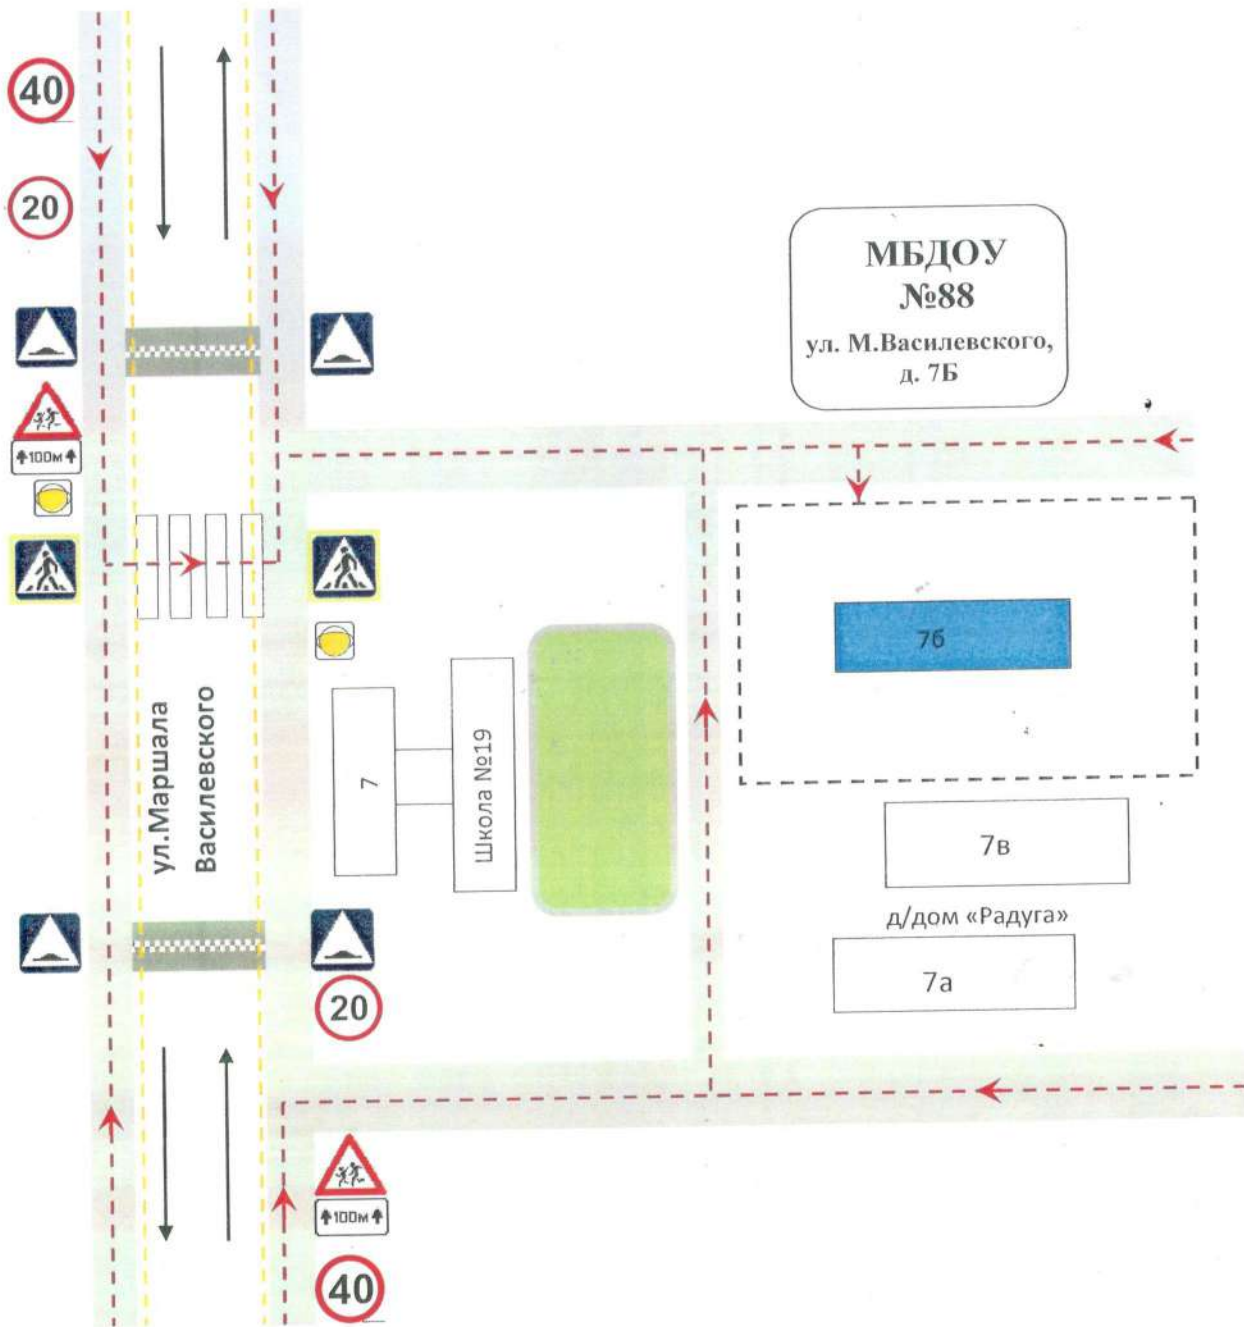 40
20
МБДОУ
№88
ул. М.Василевского,
д. 7Б
100м
7б
ул.Маршала
Василевского
7
Школа №19
7в
д/дом «Радуга»
7а
20
100м
40